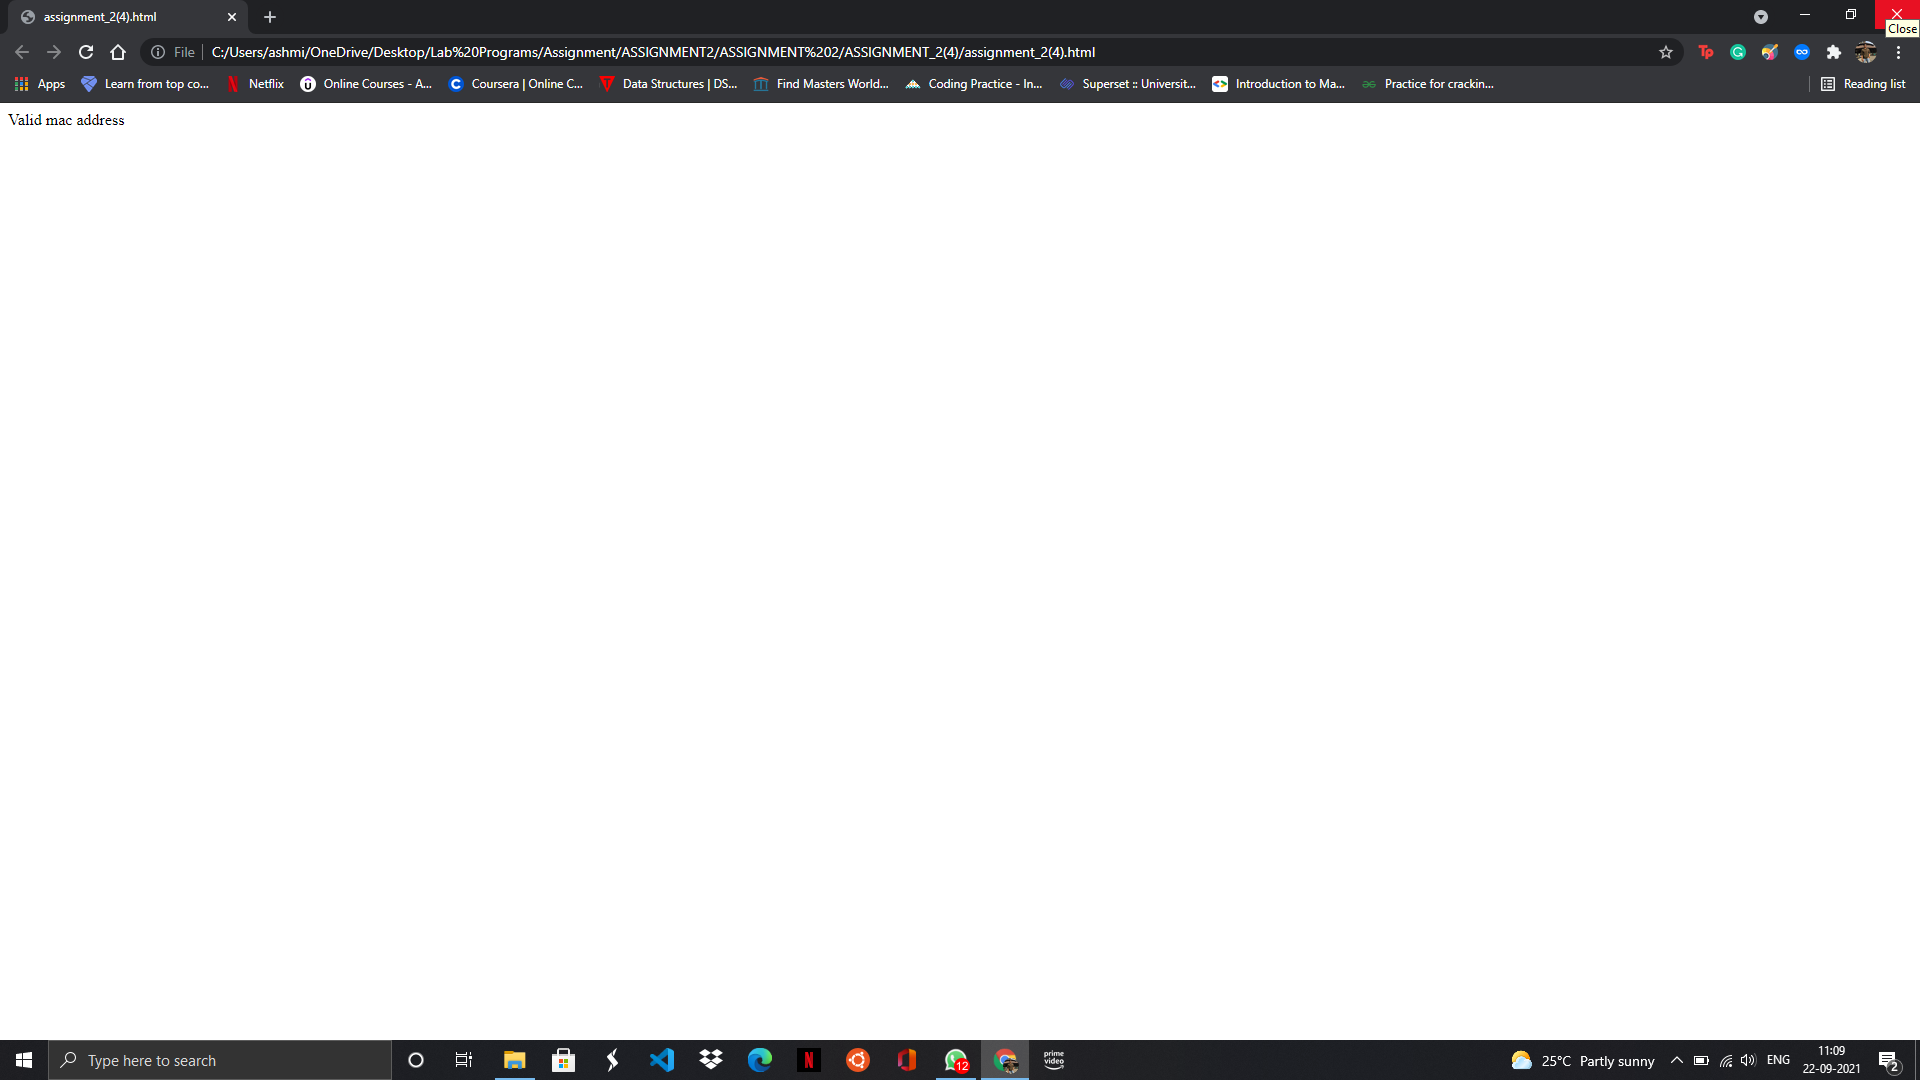 assignment_2(4).html
Close
File
C:/Users/ashmi/OneDrive/Desktop/Lab%20Programs/Assignment/ASSIGNMENT2/ASSIGNMENT%202/ASSIGNMENT_2(4)/assignment_2(4).html
Apps
Learn from top co...
Netflix
Online Courses - A...
Coursera | Online C...
Data Structures | DS...
Find Masters World...
Coding Practice - In...
Superset :: Universit...
Introduction to Ma...
Practice for crackin...
Reading list
Valid mac address
Type here to search
12
prime video
25°C Partly sunny
ENG
11:09
22-09-2021
2